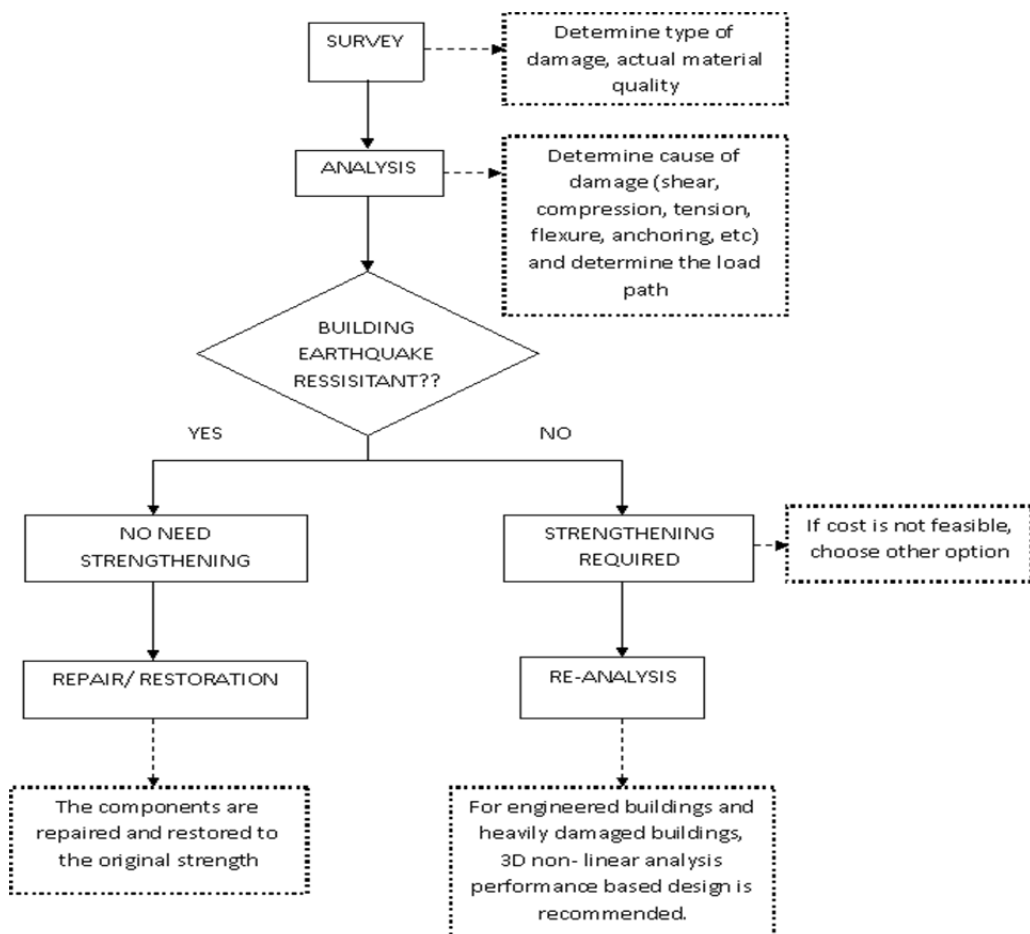 SURVEY
Determine type of
damage, actual material
quality
ANALYSIS
Determine cause of
damage (shear,
compression, tension,
flexure, anchoring, etc)
and determine the load
path
BUILDING
EARTHQUAKE
RESSISITANT??
YES
NO
NO NEED
STRENGTHENING
STRENGTHENING
REQUIRED
If cost is not feasible,
choose other option
REPAIR/ RESTORATION
RE-ANALYSIS
The components are
repaired and restored to
the original strength
For engineered buildings and
heavily damaged buildings,
3D non- linear analysis
performance based design is
recommended.